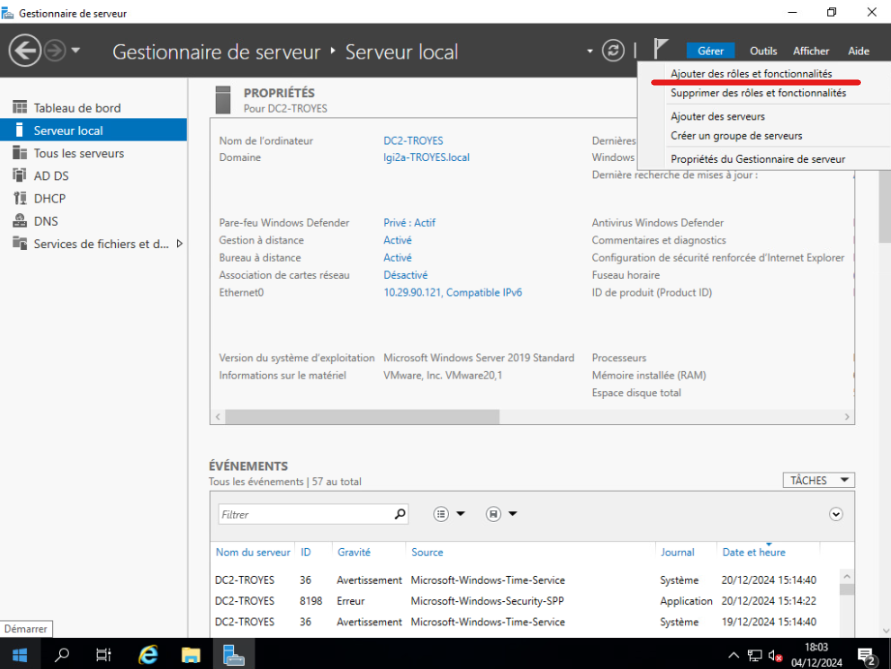 Gestionnaire de serveur
Gestionnaire de serveur Serveur local
Gérer Outils Afficher Aide
Ajouter des rôles et fonctionnalités
Supprimer des rôles et fonctionnalités
Ajouter des serveurs
Créer un groupe de serveurs
Propriétés du Gestionnaire de serveur
Tableau de bord
Serveur local
Tous les serveurs
AD DS
DHCP
DNS
Services de fichiers et d...
PROPRIÉTÉS
Pour DC2-TROYES
Nom de l'ordinateur DC2-TROYES Dernières
Domaine lgi2a-TROYES.local Windows
Dernière recherche de mises à jour :
Pare-feu Windows Defender Privé : Actif Antivirus Windows Defender
Gestion à distance Activé Commentaires et diagnostics
Bureau à distance Activé Configuration de sécurité renforcée d'Internet Explorer
Association de cartes réseau Désactivé Fuseau horaire
Ethernet0 10.29.90.121, Compatible IPv6 ID de produit (Product ID)
Version du système d'exploitation Microsoft Windows Server 2019 Standard Processeurs
Informations sur le matériel VMware, Inc. VMware20,1 Mémoire installée (RAM)
Espace disque total
ÉVÉNEMENTS
Tous les événements | 57 au total
TÂCHES
Filtrer
Nom du serveur ID Gravité Source Journal Date et heure
DC2-TROYES 36 Avertissement Microsoft-Windows-Time-Service Système 20/12/2024 15:14:40
DC2-TROYES 8198 Erreur Microsoft-Windows-Security-SPP Application 20/12/2024 15:14:22
DC2-TROYES 36 Avertissement Microsoft-Windows-Time-Service Système 19/12/2024 15:14:40
Démarrer
18:03
04/12/2024
2